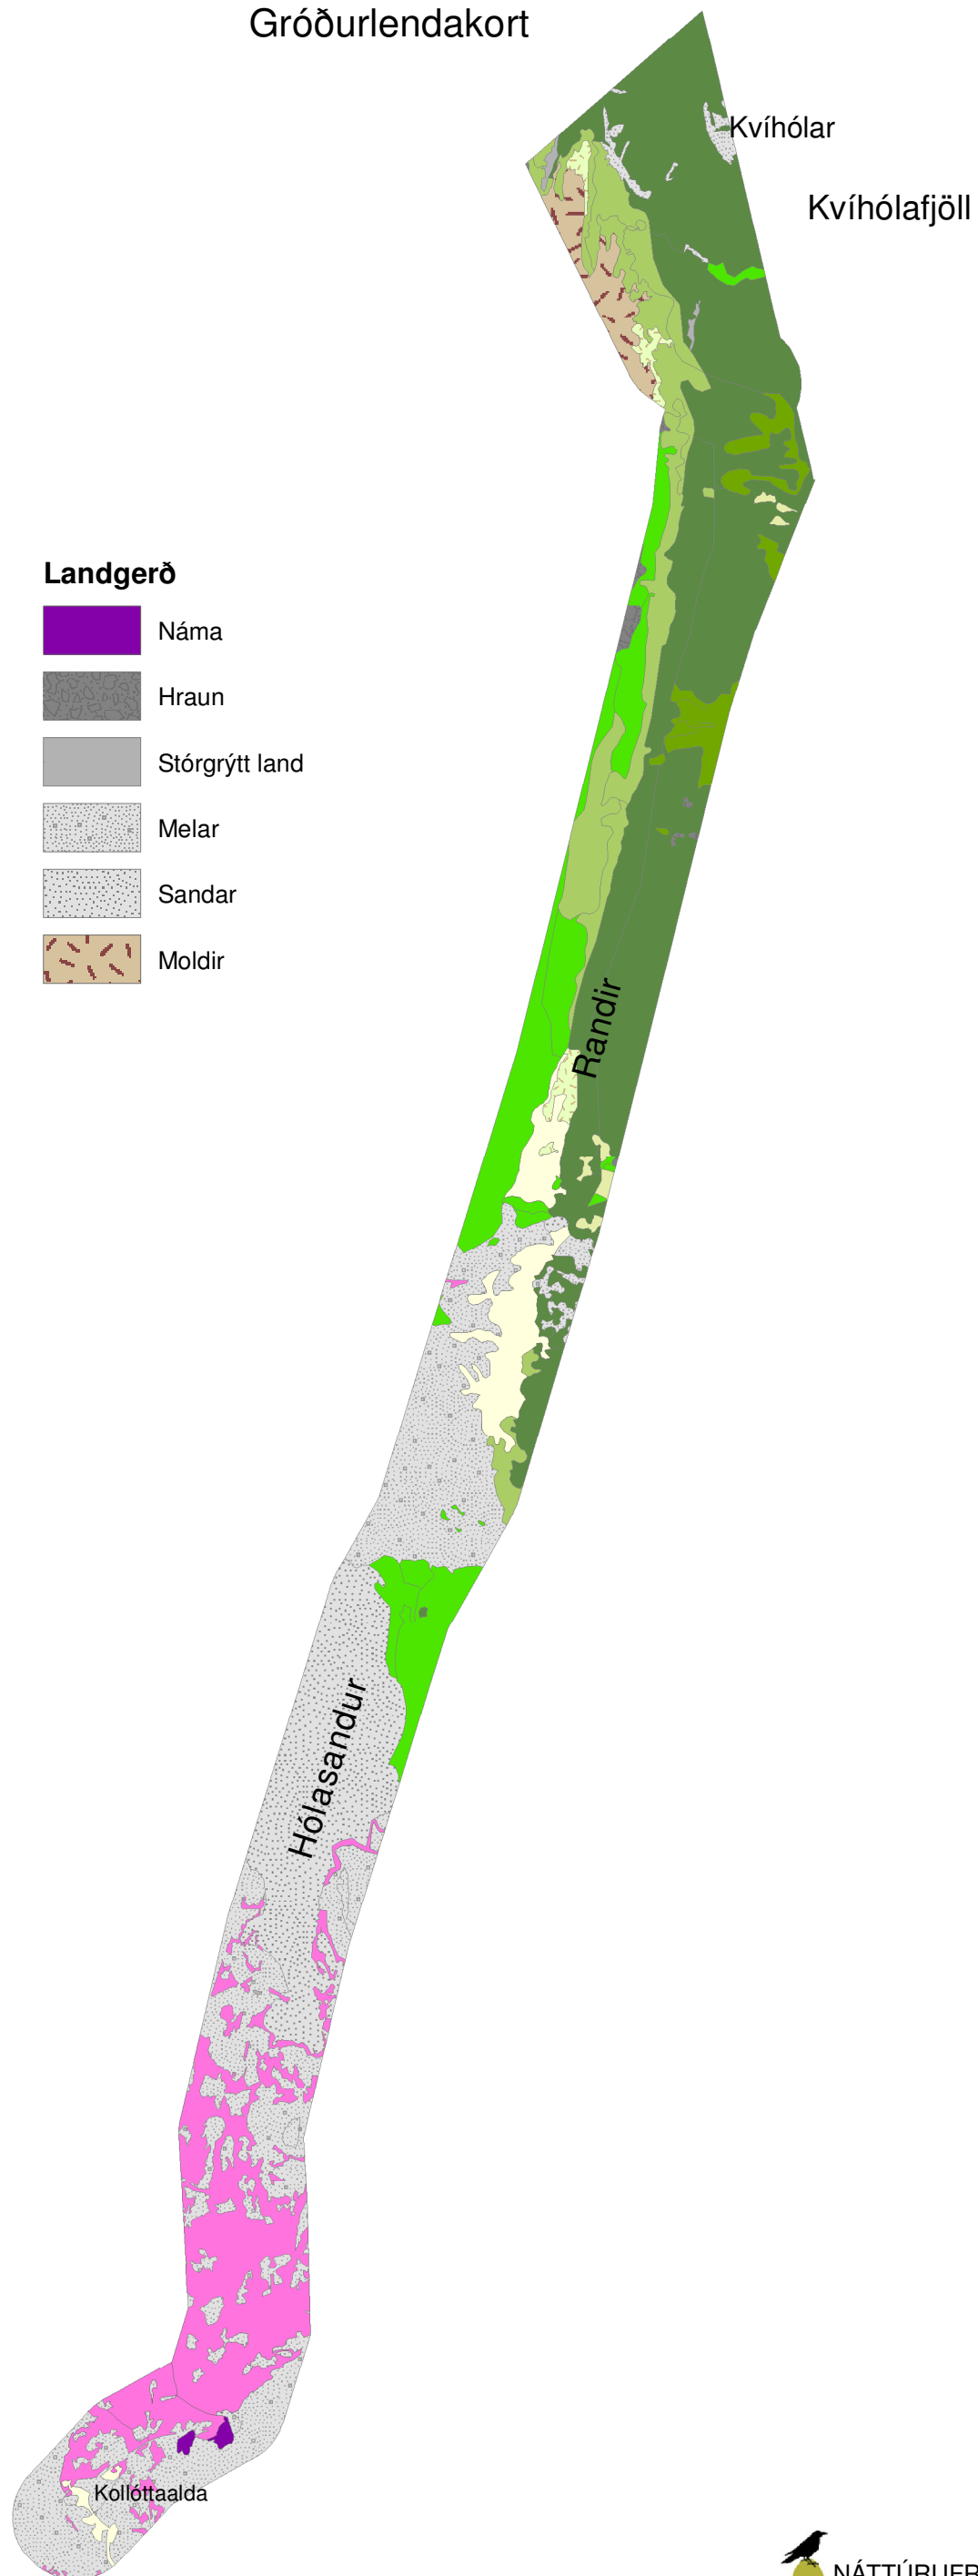 Gróðurlendakort
Kvíhólar
Kvíhólafjöll
Landgerð
Náma
Hraun
Stórgrýtt land
Melar
Sandar
Moldir
Randir
Hólasandur
Kollóttaalda